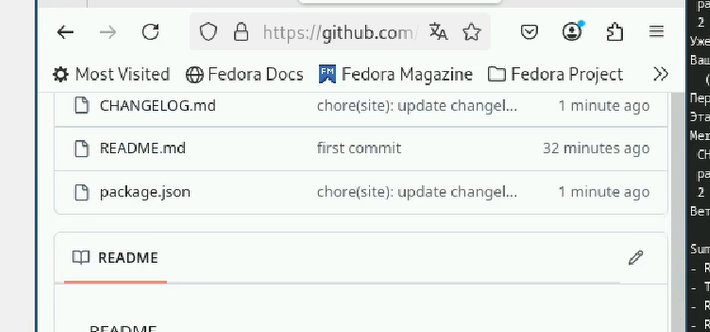 https://github.com/
Most Visited Fedora Docs Fedora Magazine Fedora Project
CHANGELOG.md chore(site): update changel... 1 minute ago
README.md first commit 32 minutes ago
package.json chore(site): update changel... 1 minute ago
README
README
ра
2
Уже
Ваш
(
Пер
Эта
Мer
CH
ра
2
Вет
Sum
- R
- T
- R
- R